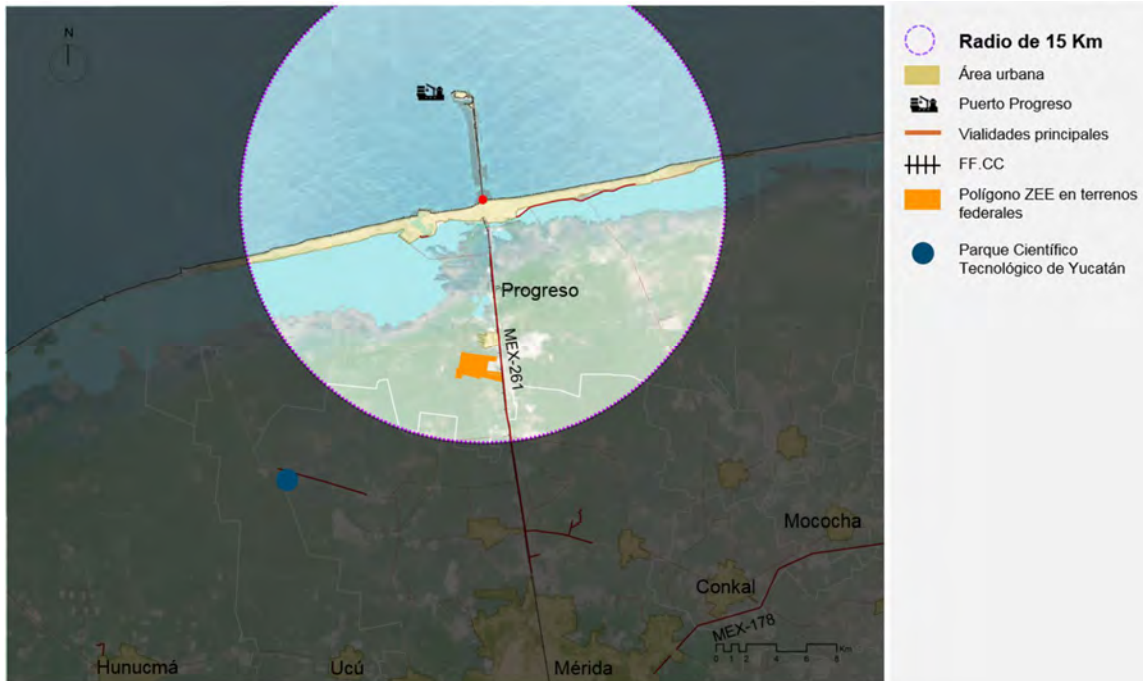 N
Progreso
MEX-261
Mococha
Conkal
MEX-178
Km
0 1 2 4 6 8
Hunucmá
Ucú
Mérida
Radio de 15 Km
Área urbana
Puerto Progreso
Vialidades principales
FF.CC
Polígono ZEE en terrenos
federales
Parque Científico
Tecnológico de Yucatán